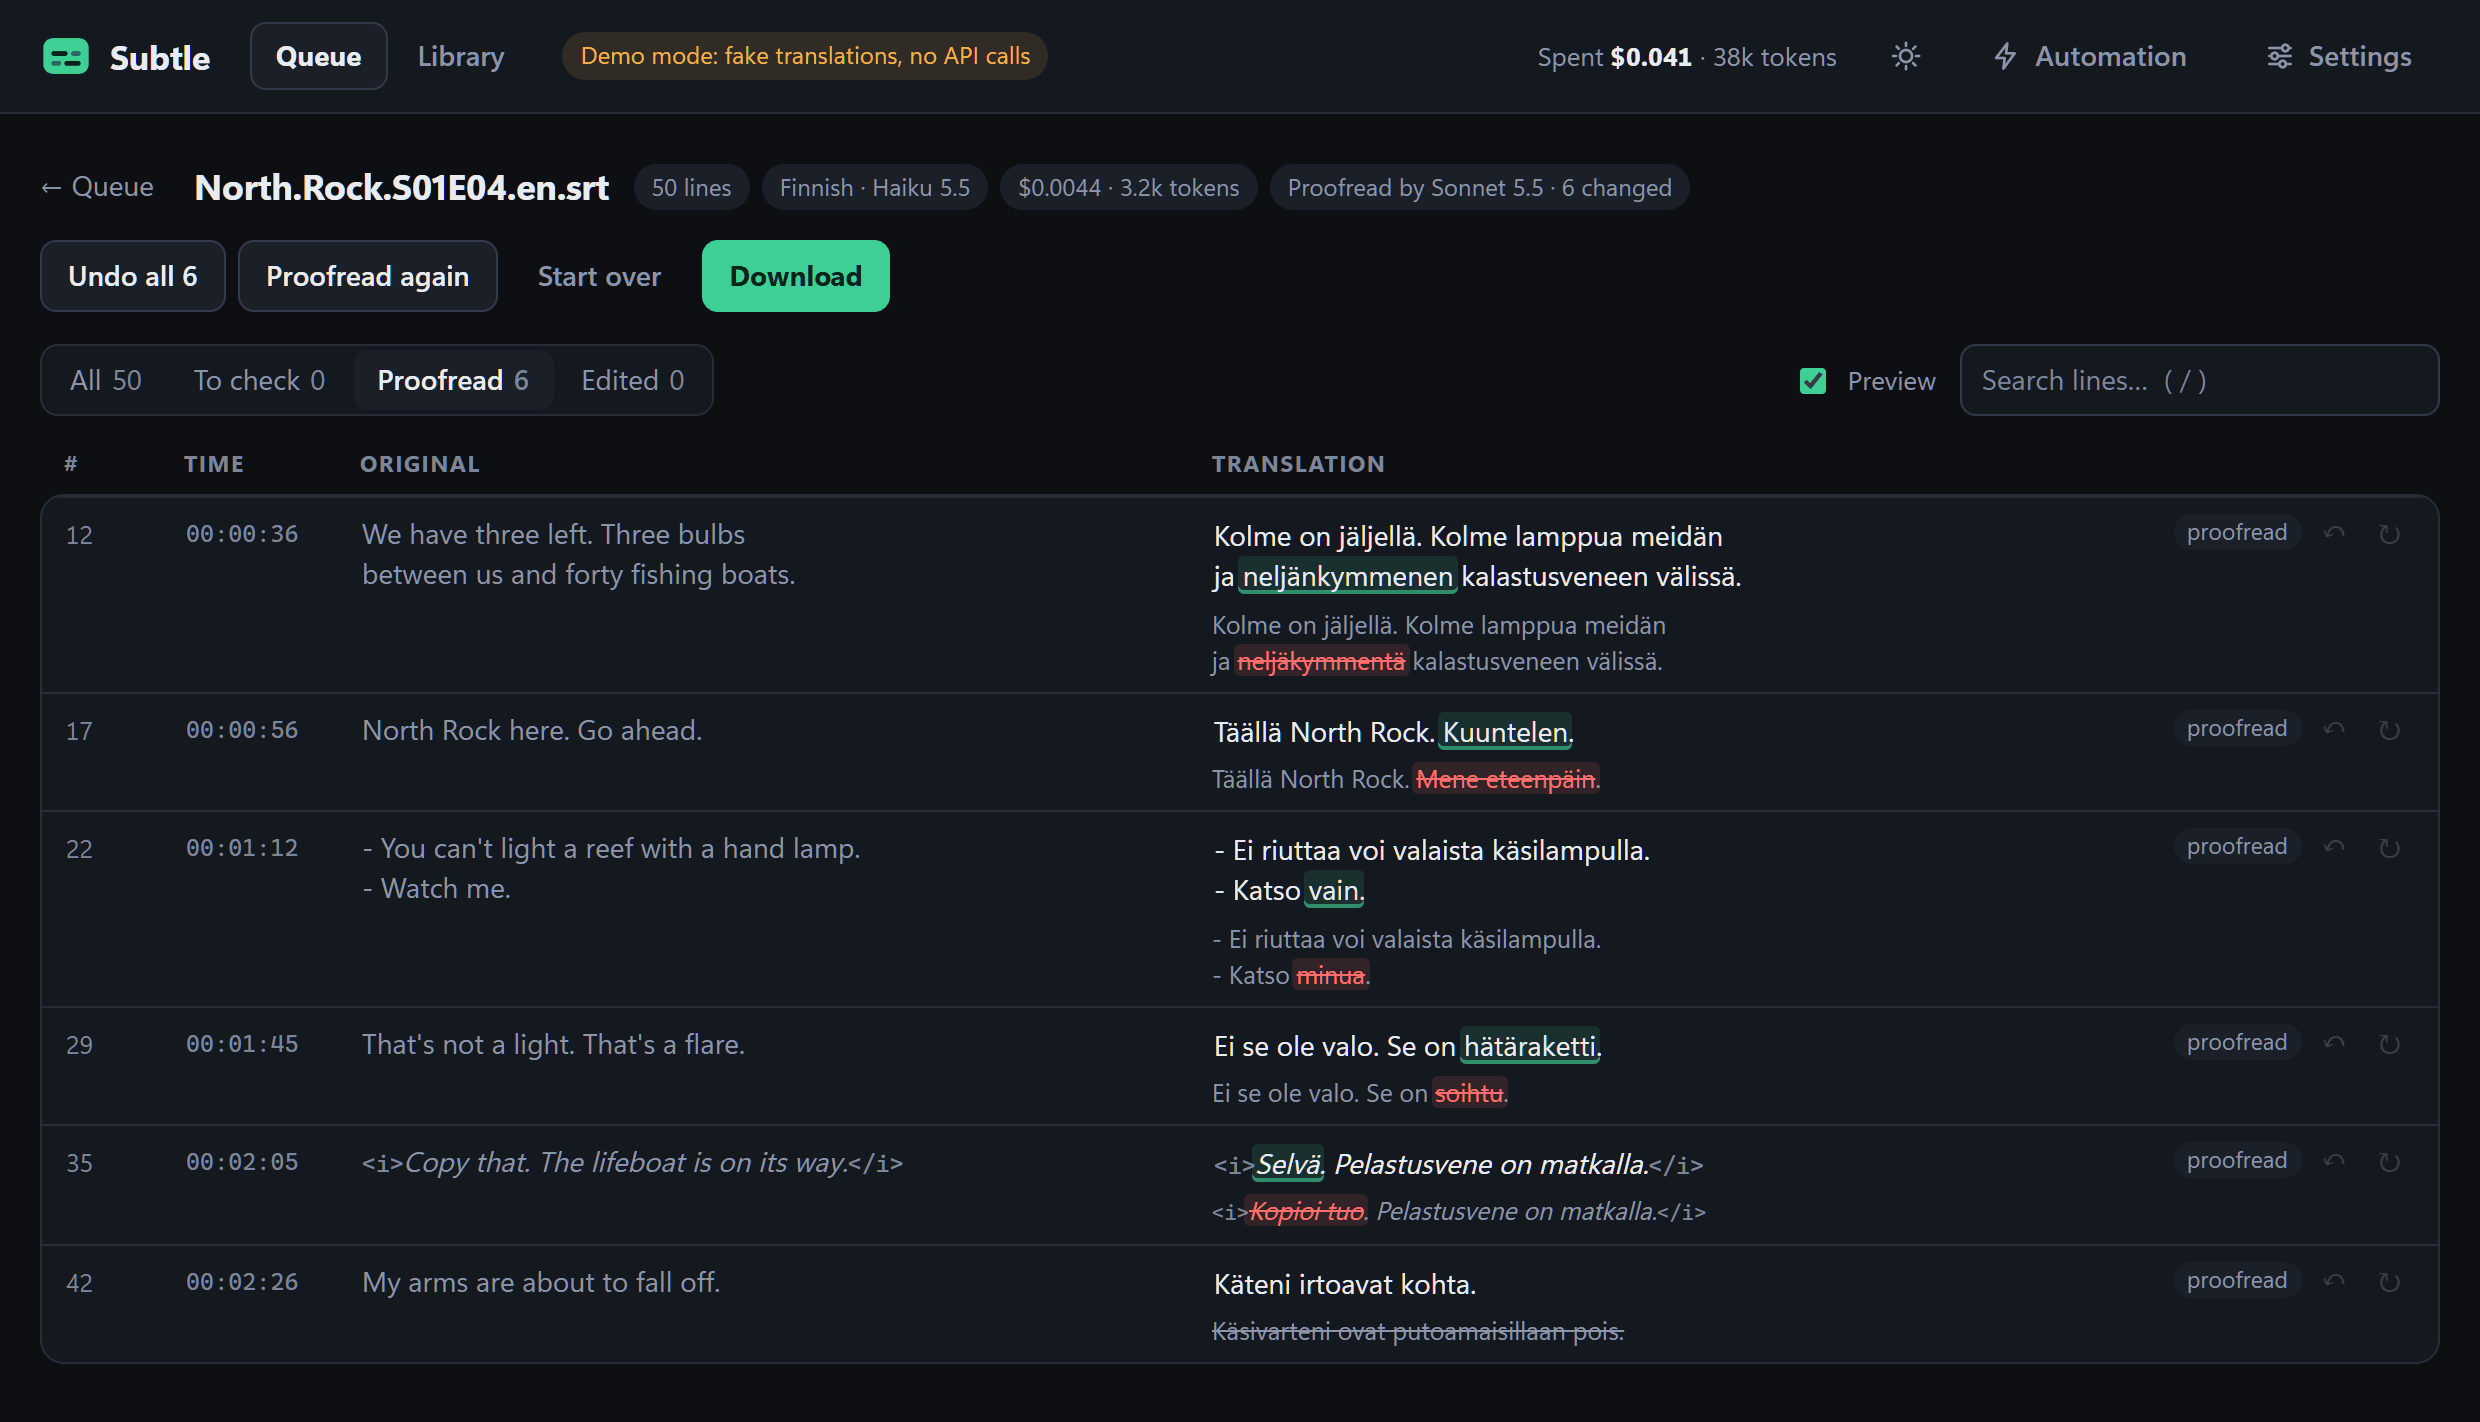 Subtle Queue Library Demo mode: fake translations, no API calls Spent $0.041 · 38k tokens Automation Settings
← Queue North.Rock.S01E04.en.srt 50 lines Finnish · Haiku 5.5 $0.0044 · 3.2k tokens Proofread by Sonnet 5.5 · 6 changed
Undo all 6 Proofread again Start over Download
All 50 To check 0 Proofread 6 Edited 0 Preview Search lines... ( / )
# TIME ORIGINAL TRANSLATION
12 00:00:36 We have three left. Three bulbs Kolme on jäljellä. Kolme lamppua meidän proofread
between us and forty fishing boats. ja neljänkymmenen kalastusveneen välissä.
Kolme on jäljellä. Kolme lamppua meidän
ja neljäkymmentä kalastusveneen välissä.
17 00:00:56 North Rock here. Go ahead. Täällä North Rock. Kuuntelen. proofread
Täällä North Rock. Mene eteenpäin.
22 00:01:12 - You can't light a reef with a hand lamp. - Ei riuttaa voi valaista käsilampulla. proofread
- Watch me. - Katso vain.
- Ei riuttaa voi valaista käsilampulla.
- Katso minua.
29 00:01:45 That's not a light. That's a flare. Ei se ole valo. Se on hätäraketti. proofread
Ei se ole valo. Se on soihtu.
35 00:02:05 <i>Copy that. The lifeboat is on its way.</i> <i>Selvä. Pelastusvene on matkalla.</i> proofread
<i>Kopioi tuo. Pelastusvene on matkalla.</i>
42 00:02:26 My arms are about to fall off. Käteni irtoavat kohta. proofread
Käsivarteni ovat putoamaisillaan pois.